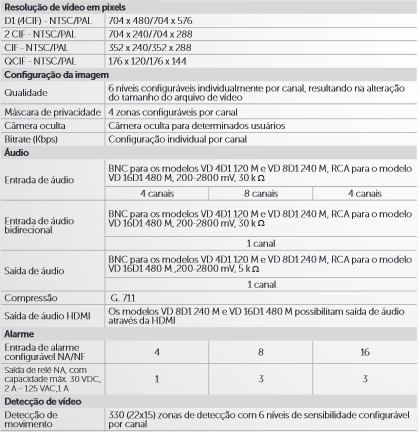 Resolução de vídeo em pixels
D1 (4CIF) - NTSC/PAL 704 x 480/704 x 576
2 CIF - NTSC/PAL 704 x 240/704 x 288
CIF - NTSC/PAL 352 x 240/352 x 288
QCIF - NTSC/PAL 176 x 120/176 x 144
Configuração da imagem
Qualidade 6 níveis configuráveis individualmente por canal, resultando na alteração
do tamanho do arquivo de vídeo
Máscara de privacidade 4 zonas configuráveis por canal
Câmera oculta Câmera oculta para determinados usuários
Bitrate (Kbps) Configuração individual por canal
Áudio
Entrada de áudio BNC para os modelos VD 4D1 120 M e VD 8D1 240 M, RCA para o modelo
VD 16D1 480 M, 200-2800 mV, 30 k Ω
4 canais 8 canais 4 canais
Entrada de áudio
bidirecional BNC para os modelos VD 4D1 120 M e VD 8D1 240 M, RCA para o modelo
VD 16D1 480 M, 200-2800 mV, 30 k Ω
1 canal
Saída de áudio BNC para os modelos VD 4D1 120 M e VD 8D1 240 M, RCA para o modelo
VD 16D1 480 M ,200-2800 mV, 5 k Ω
1 canal
Compressão G. 711
Saída de áudio HDMI Os modelos VD 8D1 240 M e VD 16D1 480 M possibilitam saída de áudio
através da HDMI
Alarme
Entrada de alarme
configurável NA/NF 4 8 16
Saída de relé NA, com
capacidade máx. 30 VDC,
2 A – 125 VAC,1 A 1 3 3
Detecção de vídeo
Detecção de
movimento 330 (22x15) zonas de detecção com 6 níveis de sensibilidade configurável
por canal